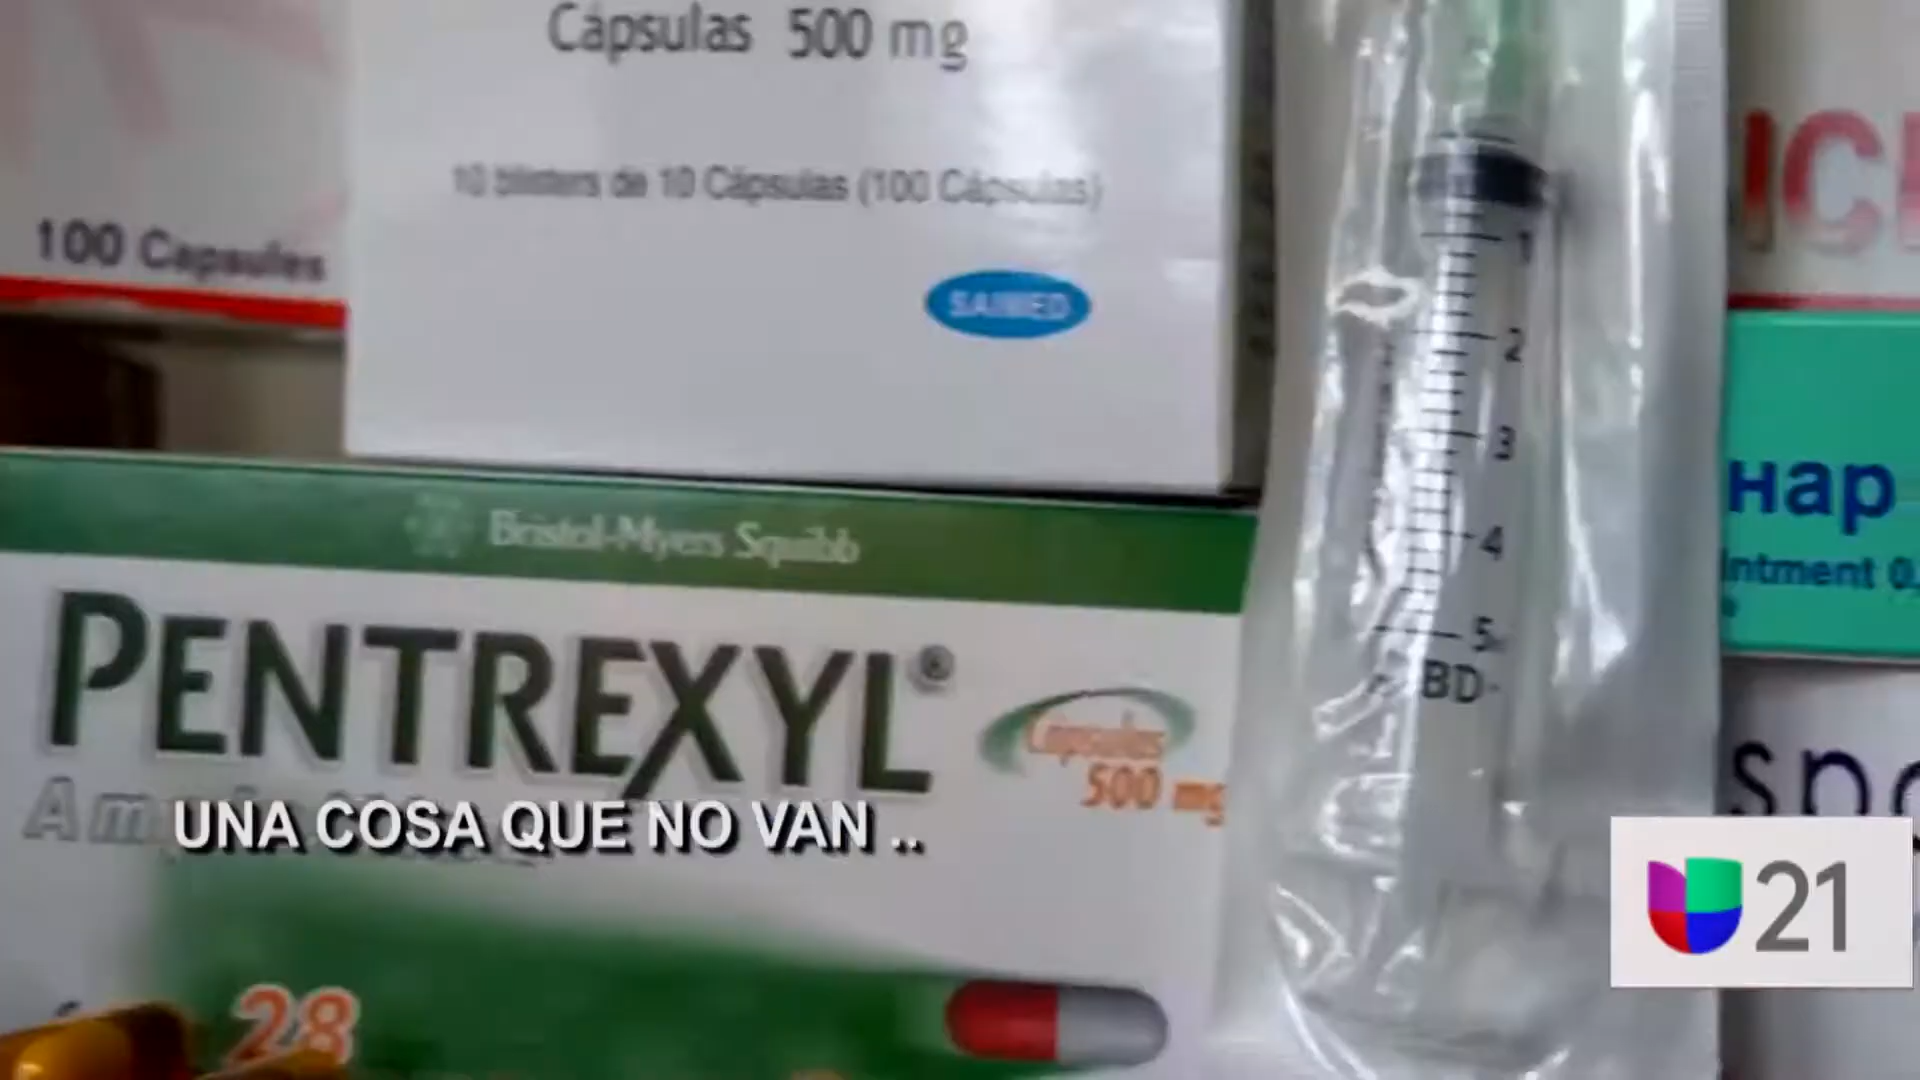 Cápsulas 500 mg
10 blisters de 10 Cápsulas (100 Cápsulas)
100 Capsules
SAIMED
1
2
3
4
5
BD
Bristol-Myers Squibb
PENTREXYL®
Cápsulas
500 mg
нар
intment 0,
UNA COSA QUE NO VAN ..
21
28